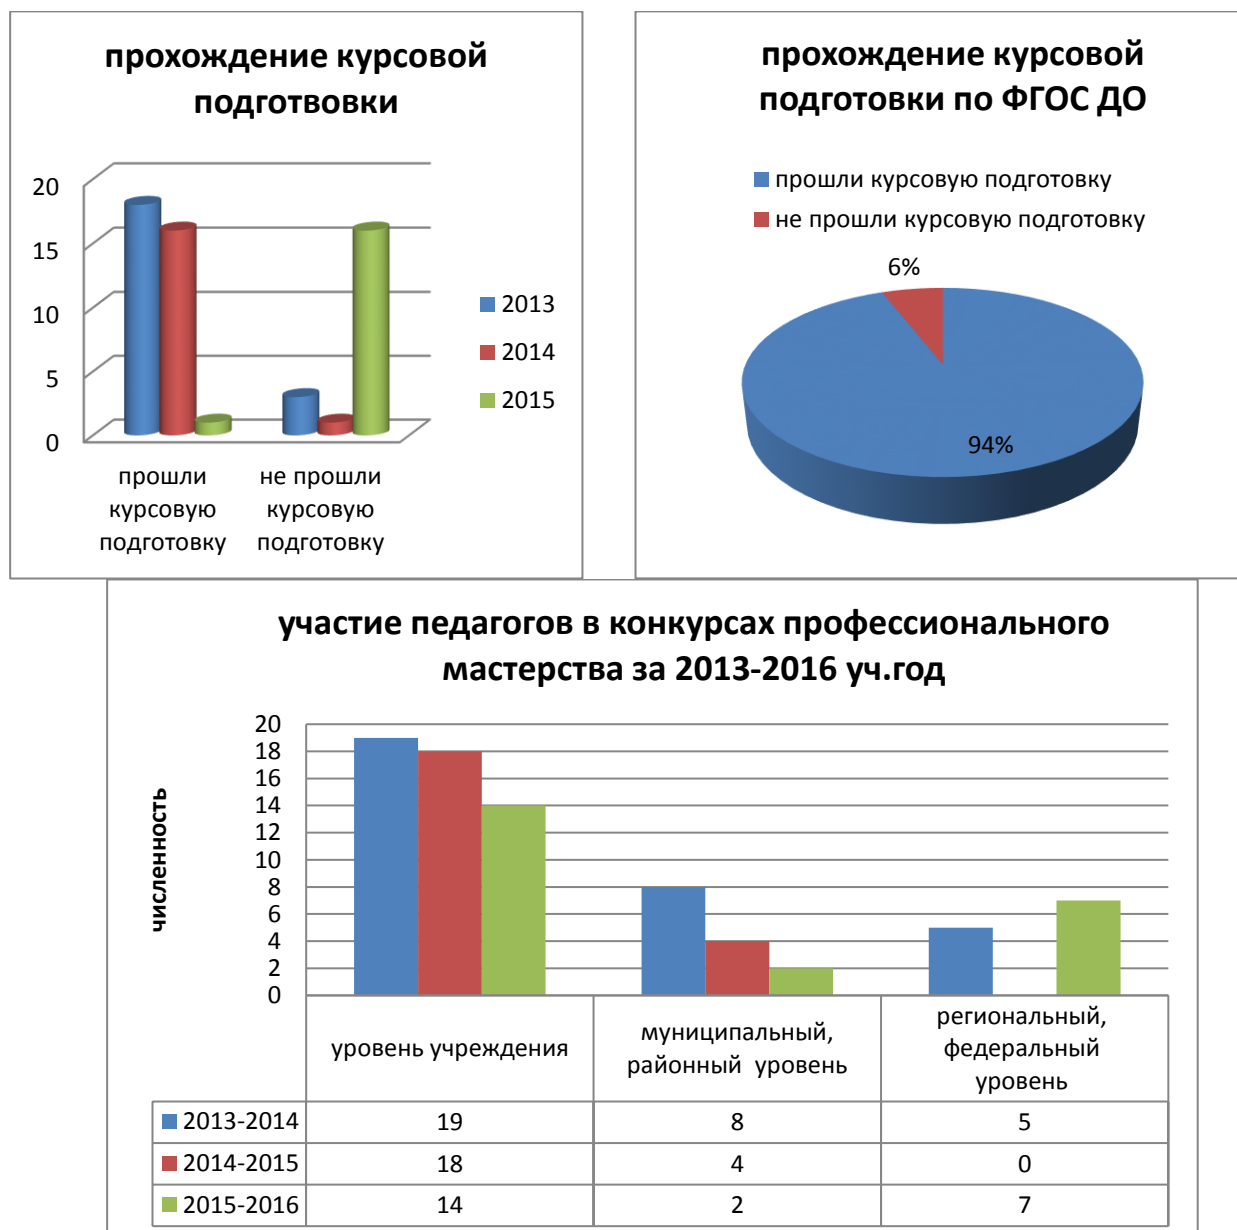 прохождение курсовой
подготвовки
20
15
10
5
0
прошли
курсовую
подготовку
не прошли
курсовую
подготовку
2013
2014
2015
прохождение курсовой
подготовки по ФГОС ДО
прошли курсовую подготовку
не прошли курсовую подготовку
6%
94%
участие педагогов в конкурсах профессионального
мастерства за 2013-2016 уч.год
численность
20
18
16
14
12
10
8
6
4
2
0
уровень учреждения
муниципальный,
районный уровень
региональный,
федеральный
уровень
2013-2014 19 8 5
2014-2015 18 4 0
2015-2016 14 2 7